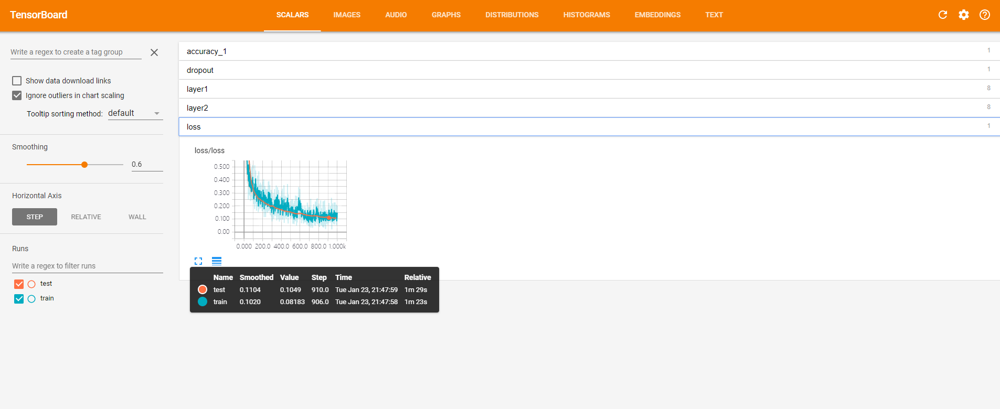 TensorBoard SCALARS IMAGES AUDIO GRAPHS DISTRIBUTIONS HISTOGRAMS EMBEDDINGS TEXT
Write a regex to create a tag group
Show data download links
Ignore outliers in chart scaling
Tooltip sorting method: default
Smoothing
0.6
Horizontal Axis
STEP RELATIVE WALL
Runs
Write a regex to filter runs
test
train
accuracy_1 1
dropout 1
layer1 8
layer2 8
loss 1
loss/loss
0.500
0.400
0.300
0.200
0.100
0.00
0.000 200.0 400.0 600.0 800.0 1.000k
Name Smoothed Value Step Time Relative
test 0.1104 0.1049 910.0 Tue Jan 23, 21:47:59 1m 29s
train 0.1020 0.08183 906.0 Tue Jan 23, 21:47:58 1m 23s